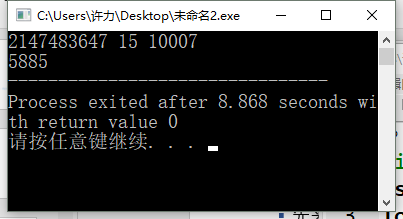 C:\Users\许力\Desktop\未命名2.exe
2147483647 15 10007
5885
--------------------------------
Process exited after 8.868 seconds wi
th return value 0
请按任意键继续. . .